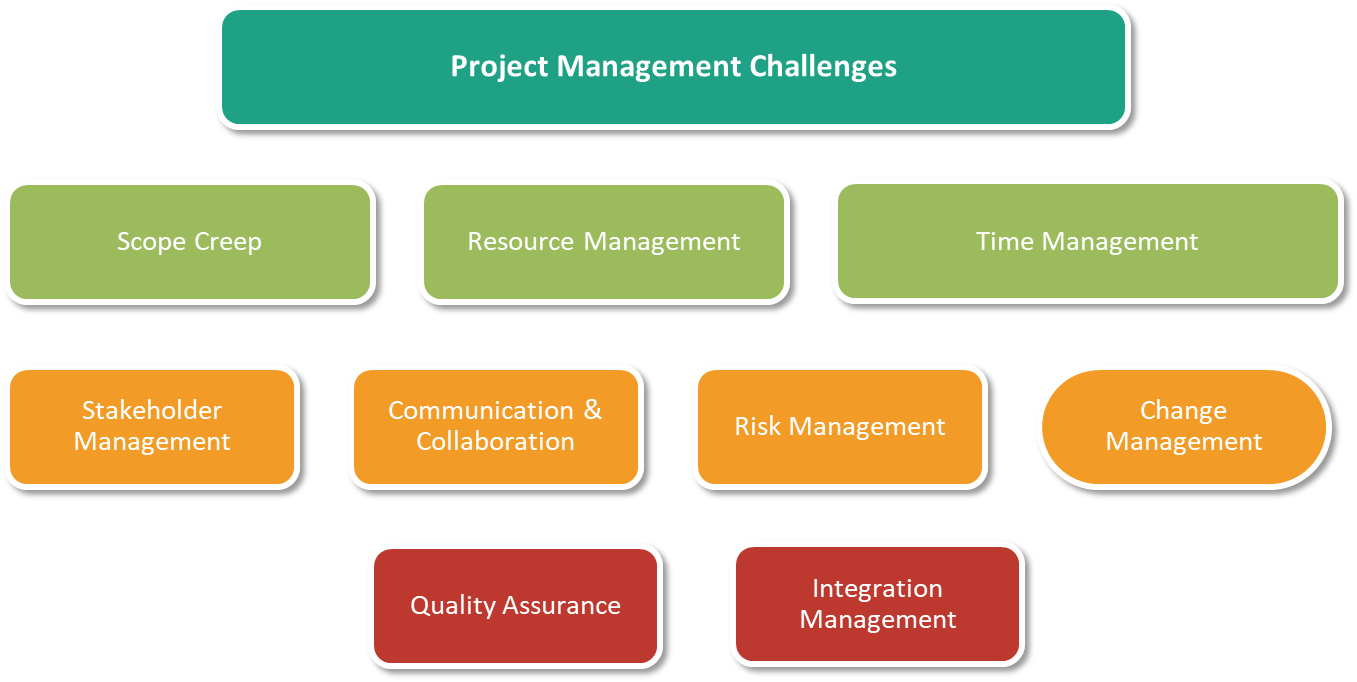 Project Management Challenges
Scope Creep
Resource Management
Time Management
Stakeholder
Management
Communication &
Collaboration
Risk Management
Change
Management
Quality Assurance
Integration
Management